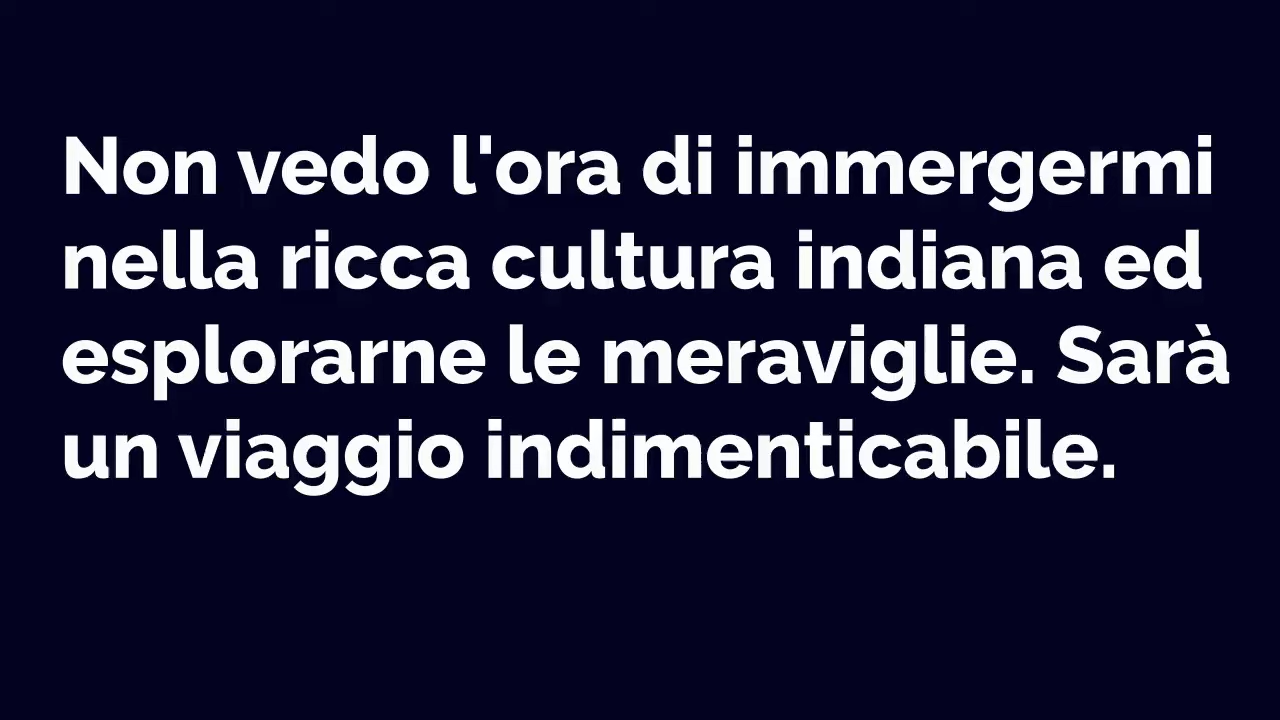 Non vedo l'ora di immergermi
nella ricca cultura indiana ed
esplorarne le meraviglie. Sarà
un viaggio indimenticabile.